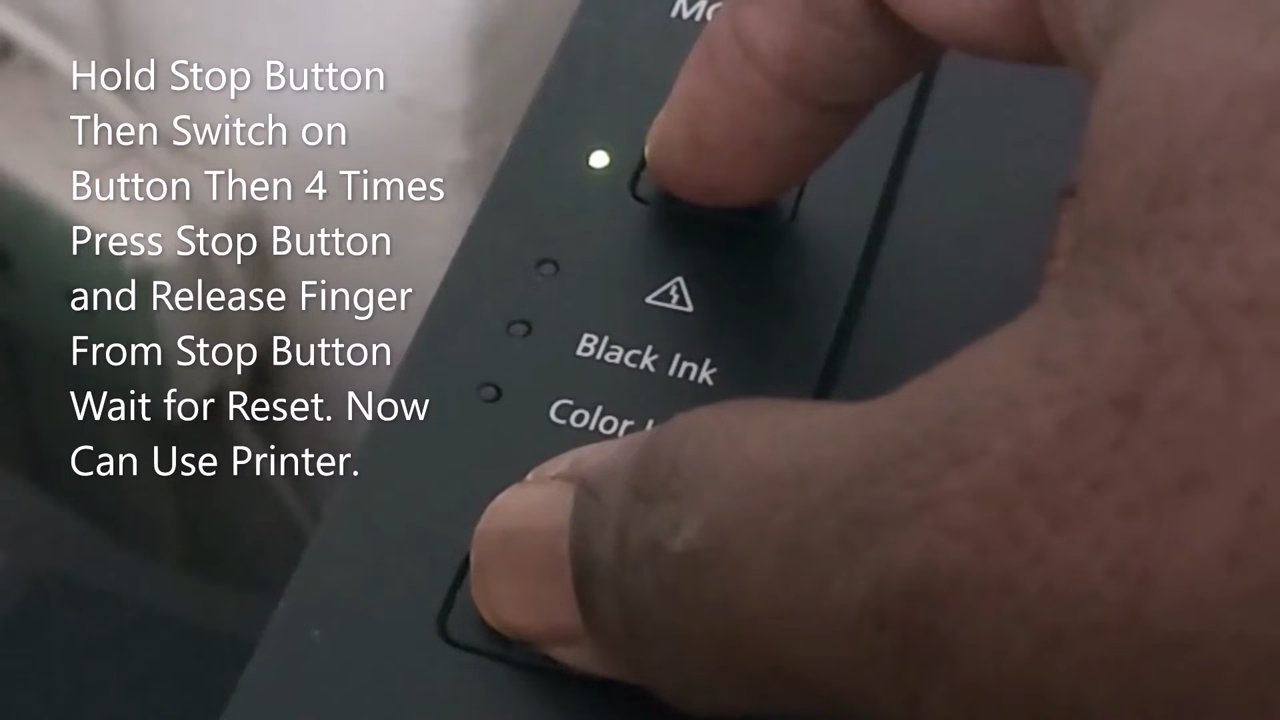 Hold Stop Button
Then Switch on
Button Then 4 Times
Press Stop Button
and Release Finger
From Stop Button
Wait for Reset. Now
Can Use Printer.
Black Ink
Color